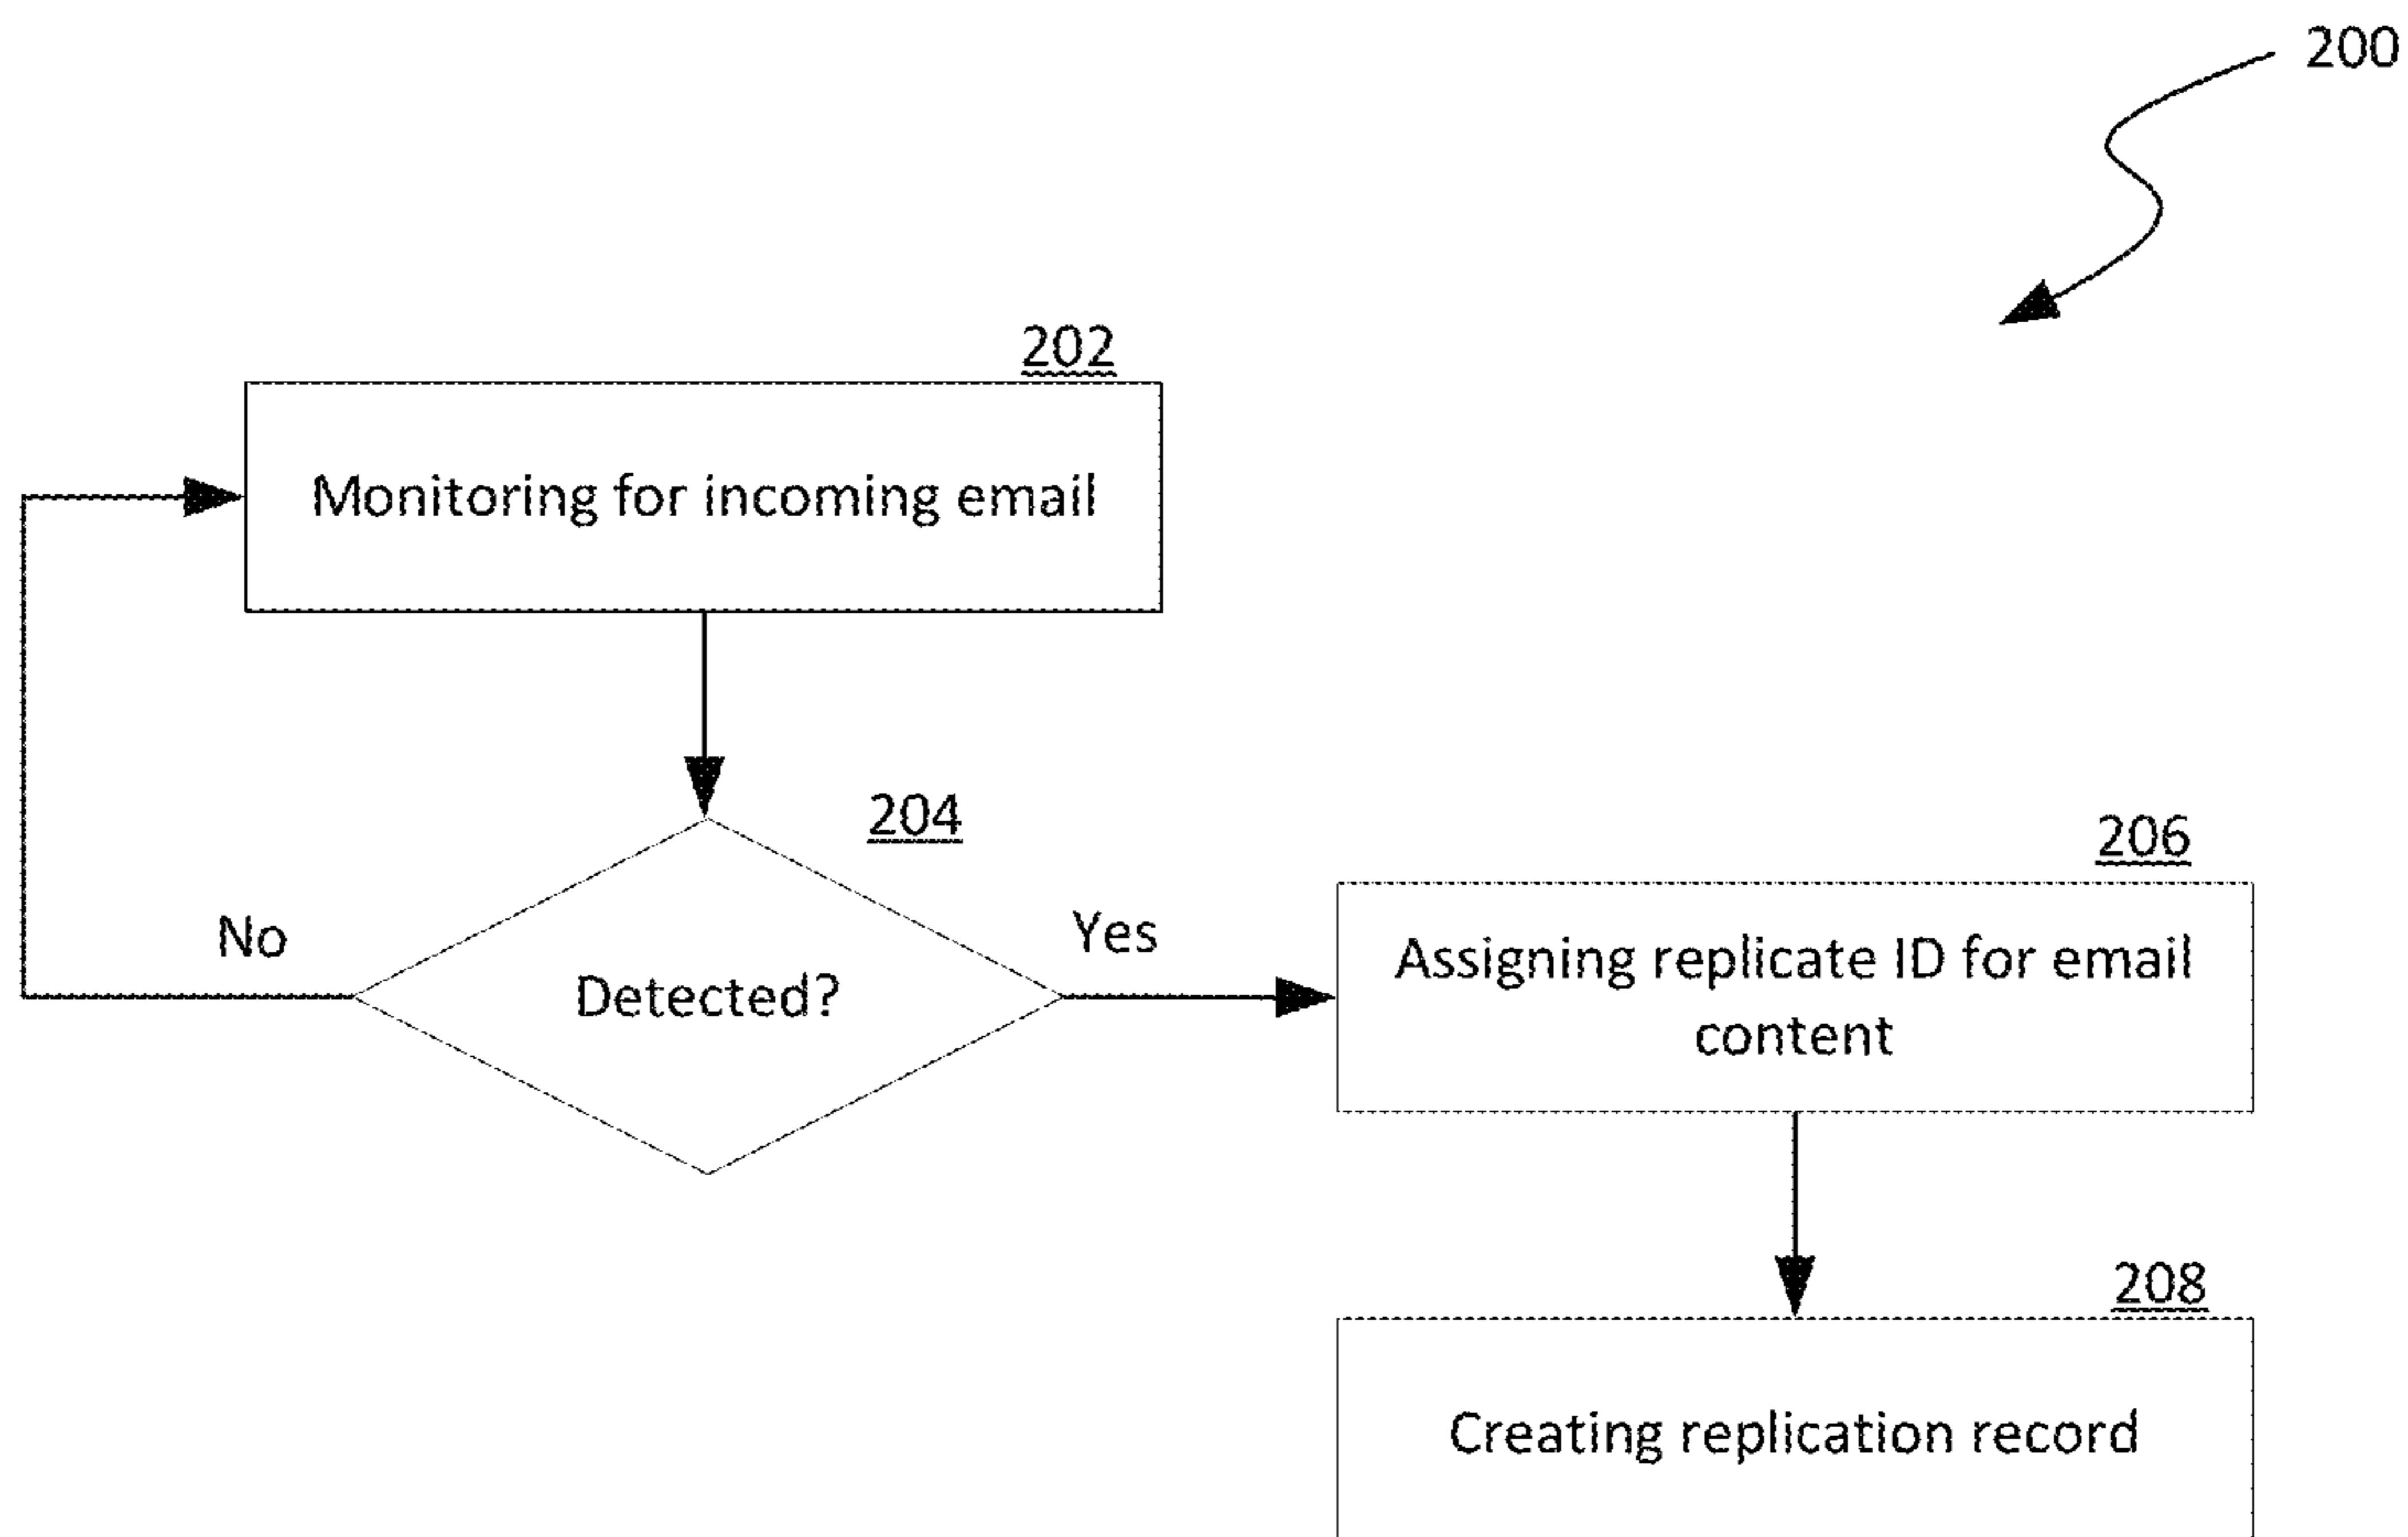 200
202
Monitoring for incoming email
204
No
Yes
Detected?
206
Assigning replicate ID for email
content
208
Creating replication record